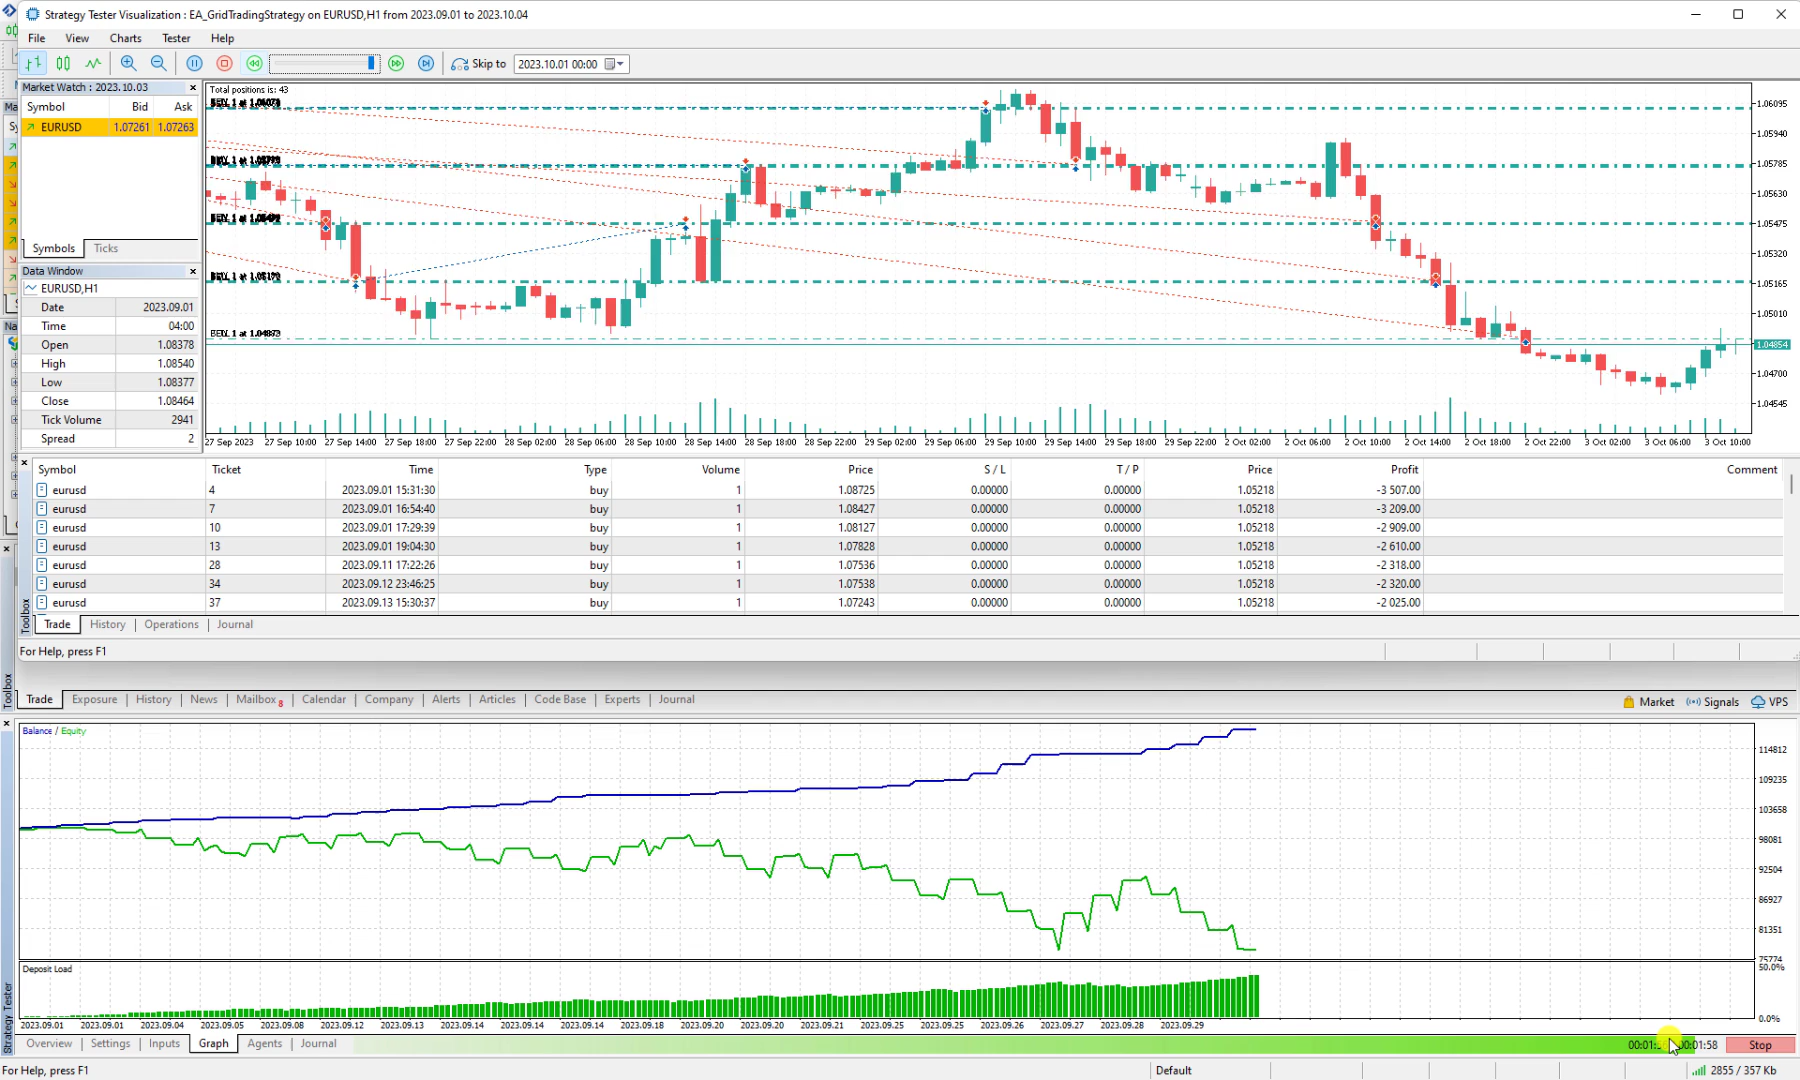 Strategy Tester Visualization : EA_GridTradingStrategy on EURUSD,H1 from 2023.09.01 to 2023.10.04
File View Charts Tester Help
Skip to 2023.10.01 00:00
Market Watch : 2023.10.03
Symbol Bid Ask
EURUSD 1.07261 1.07263
Symbols Ticks
Data Window
EURUSD,H1
Date 2023.09.01
Time 04:00
Open 1.08378
High 1.08540
Low 1.08377
Close 1.08464
Tick Volume 2941
Spread 2
Total positions is: 43
1.06095
1.05940
1.05785
1.05630
1.05475
1.05320
1.05165
1.05010
1.04854
1.04700
1.04545
27 Sep 2023 27 Sep 10:00 27 Sep 14:00 27 Sep 18:00 27 Sep 22:00 28 Sep 02:00 28 Sep 06:00 28 Sep 10:00 28 Sep 14:00 28 Sep 18:00 28 Sep 22:00 29 Sep 02:00 29 Sep 06:00 29 Sep 10:00 29 Sep 14:00 29 Sep 18:00 29 Sep 22:00 2 Oct 02:00 2 Oct 06:00 2 Oct 10:00 2 Oct 14:00 2 Oct 18:00 2 Oct 22:00 3 Oct 02:00 3 Oct 06:00 3 Oct 10:00
Symbol Ticket Time Type Volume Price S / L T / P Price Profit Comment
eurusd 4 2023.09.01 15:31:30 buy 1 1.08725 0.00000 0.00000 1.05218 -3 507.00
eurusd 7 2023.09.01 16:54:40 buy 1 1.08427 0.00000 0.00000 1.05218 -3 209.00
eurusd 10 2023.09.01 17:29:39 buy 1 1.08127 0.00000 0.00000 1.05218 -2 909.00
eurusd 13 2023.09.01 19:04:30 buy 1 1.07828 0.00000 0.00000 1.05218 -2 610.00
eurusd 28 2023.09.11 17:22:26 buy 1 1.07536 0.00000 0.00000 1.05218 -2 318.00
eurusd 34 2023.09.12 23:46:25 buy 1 1.07538 0.00000 0.00000 1.05218 -2 320.00
eurusd 37 2023.09.13 15:30:37 buy 1 1.07243 0.00000 0.00000 1.05218 -2 025.00
Toolbox
Trade History Operations Journal
For Help, press F1
Toolbox
Trade Exposure History News Mailbox 8 Calendar Company Alerts Articles Code Base Experts Journal
Market Signals VPS
Balance / Equity
114812
109235
103658
98081
92504
86927
81351
75774
Deposit Load
50.0%
0.0%
2023.09.01 2023.09.01 2023.09.04 2023.09.05 2023.09.08 2023.09.12 2023.09.13 2023.09.14 2023.09.14 2023.09.14 2023.09.18 2023.09.20 2023.09.20 2023.09.21 2023.09.25 2023.09.25 2023.09.26 2023.09.27 2023.09.28 2023.09.29
Strategy Tester
Overview Settings Inputs Graph Agents Journal
Stop
For Help, press F1
Default
2855 / 357 Kb